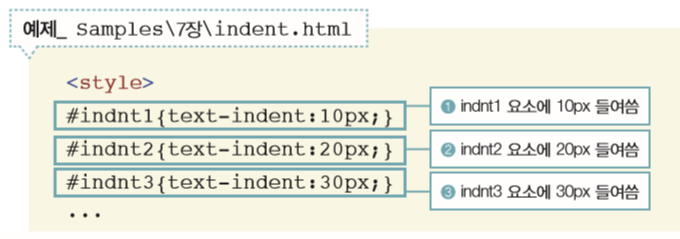 예제_ Samples\7장\indent.html
<style>
#indnt1{text-indent:10px;}
❶ indnt1 요소에 10px 들여씀
#indnt2{text-indent:20px;}
❷ indnt2 요소에 20px 들여씀
#indnt3{text-indent:30px;}
❸ indnt3 요소에 30px 들여씀
...